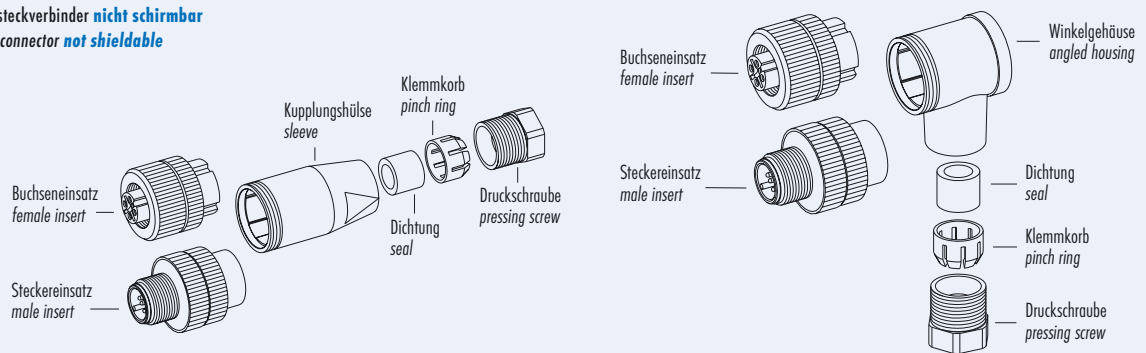 steckverbinder nicht schirmbar
connector not shieldable
Buchseneinsatz
female insert
Steckereinsatz
male insert
Kupplungshülse
sleeve
Dichtung
seal
Klemmkorb
pinch ring
Druckschraube
pressing screw
Buchseneinsatz
female insert
Steckereinsatz
male insert
Winkelgehäuse
angled housing
Dichtung
seal
Klemmkorb
pinch ring
Druckschraube
pressing screw